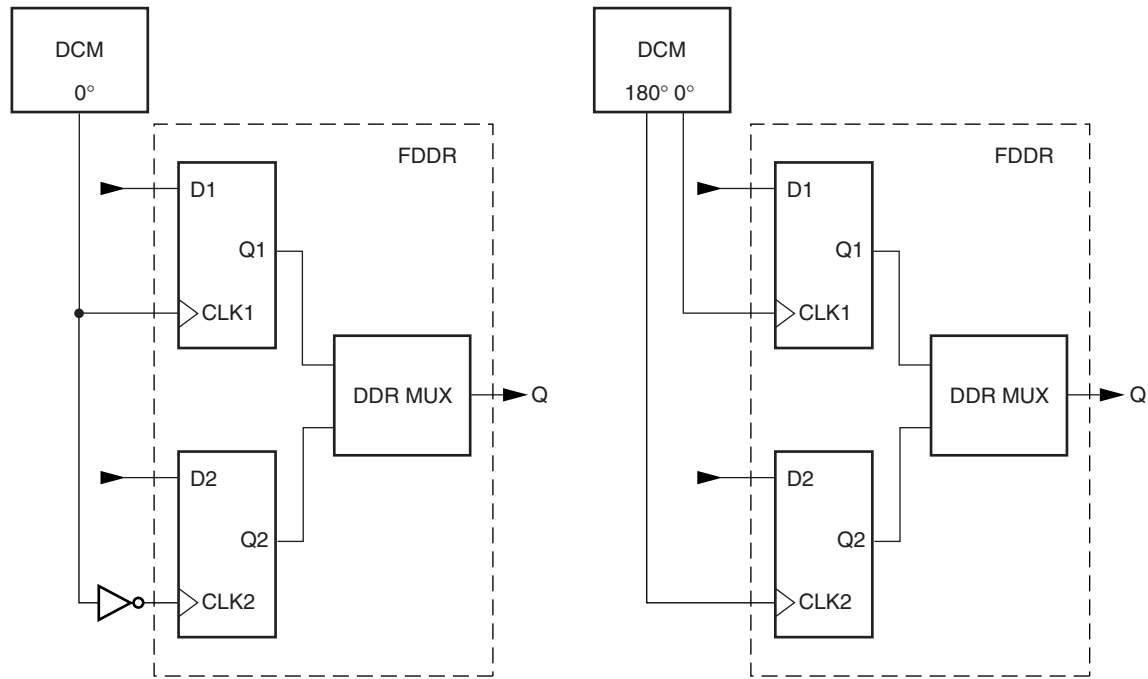 DCM
0°
FDDR
D1
Q1
CLK1
DDR MUX
Q
D2
Q2
CLK2
DCM
180° 0°
FDDR
D1
Q1
CLK1
DDR MUX
Q
D2
Q2
CLK2